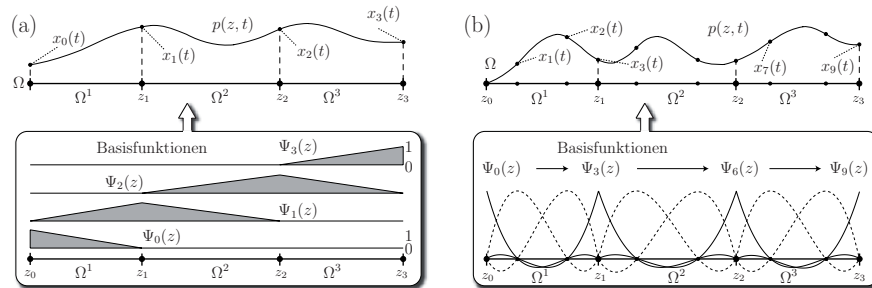 (a)
p(z, t)
x₃(t)
x₀(t)
x₁(t)
x₂(t)
Ω
Ω¹ z₁ Ω² z₂ Ω³ z₃
Basisfunktionen
Ψ₃(z) 1
0
Ψ₂(z)
Ψ₁(z)
Ψ₀(z) 1
0
z₀ Ω¹ z₁ Ω² z₂ Ω³ z₃
(b)
x₂(t) p(z, t)
x₁(t)
x₃(t) x₇(t) x₉(t)
Ω
z₀ Ω¹ z₁ Ω² z₂ Ω³ z₃
Basisfunktionen
Ψ₀(z) Ψ₃(z) Ψ₆(z) Ψ₉(z)
z₀ Ω¹ z₁ Ω² z₂ Ω³ z₃